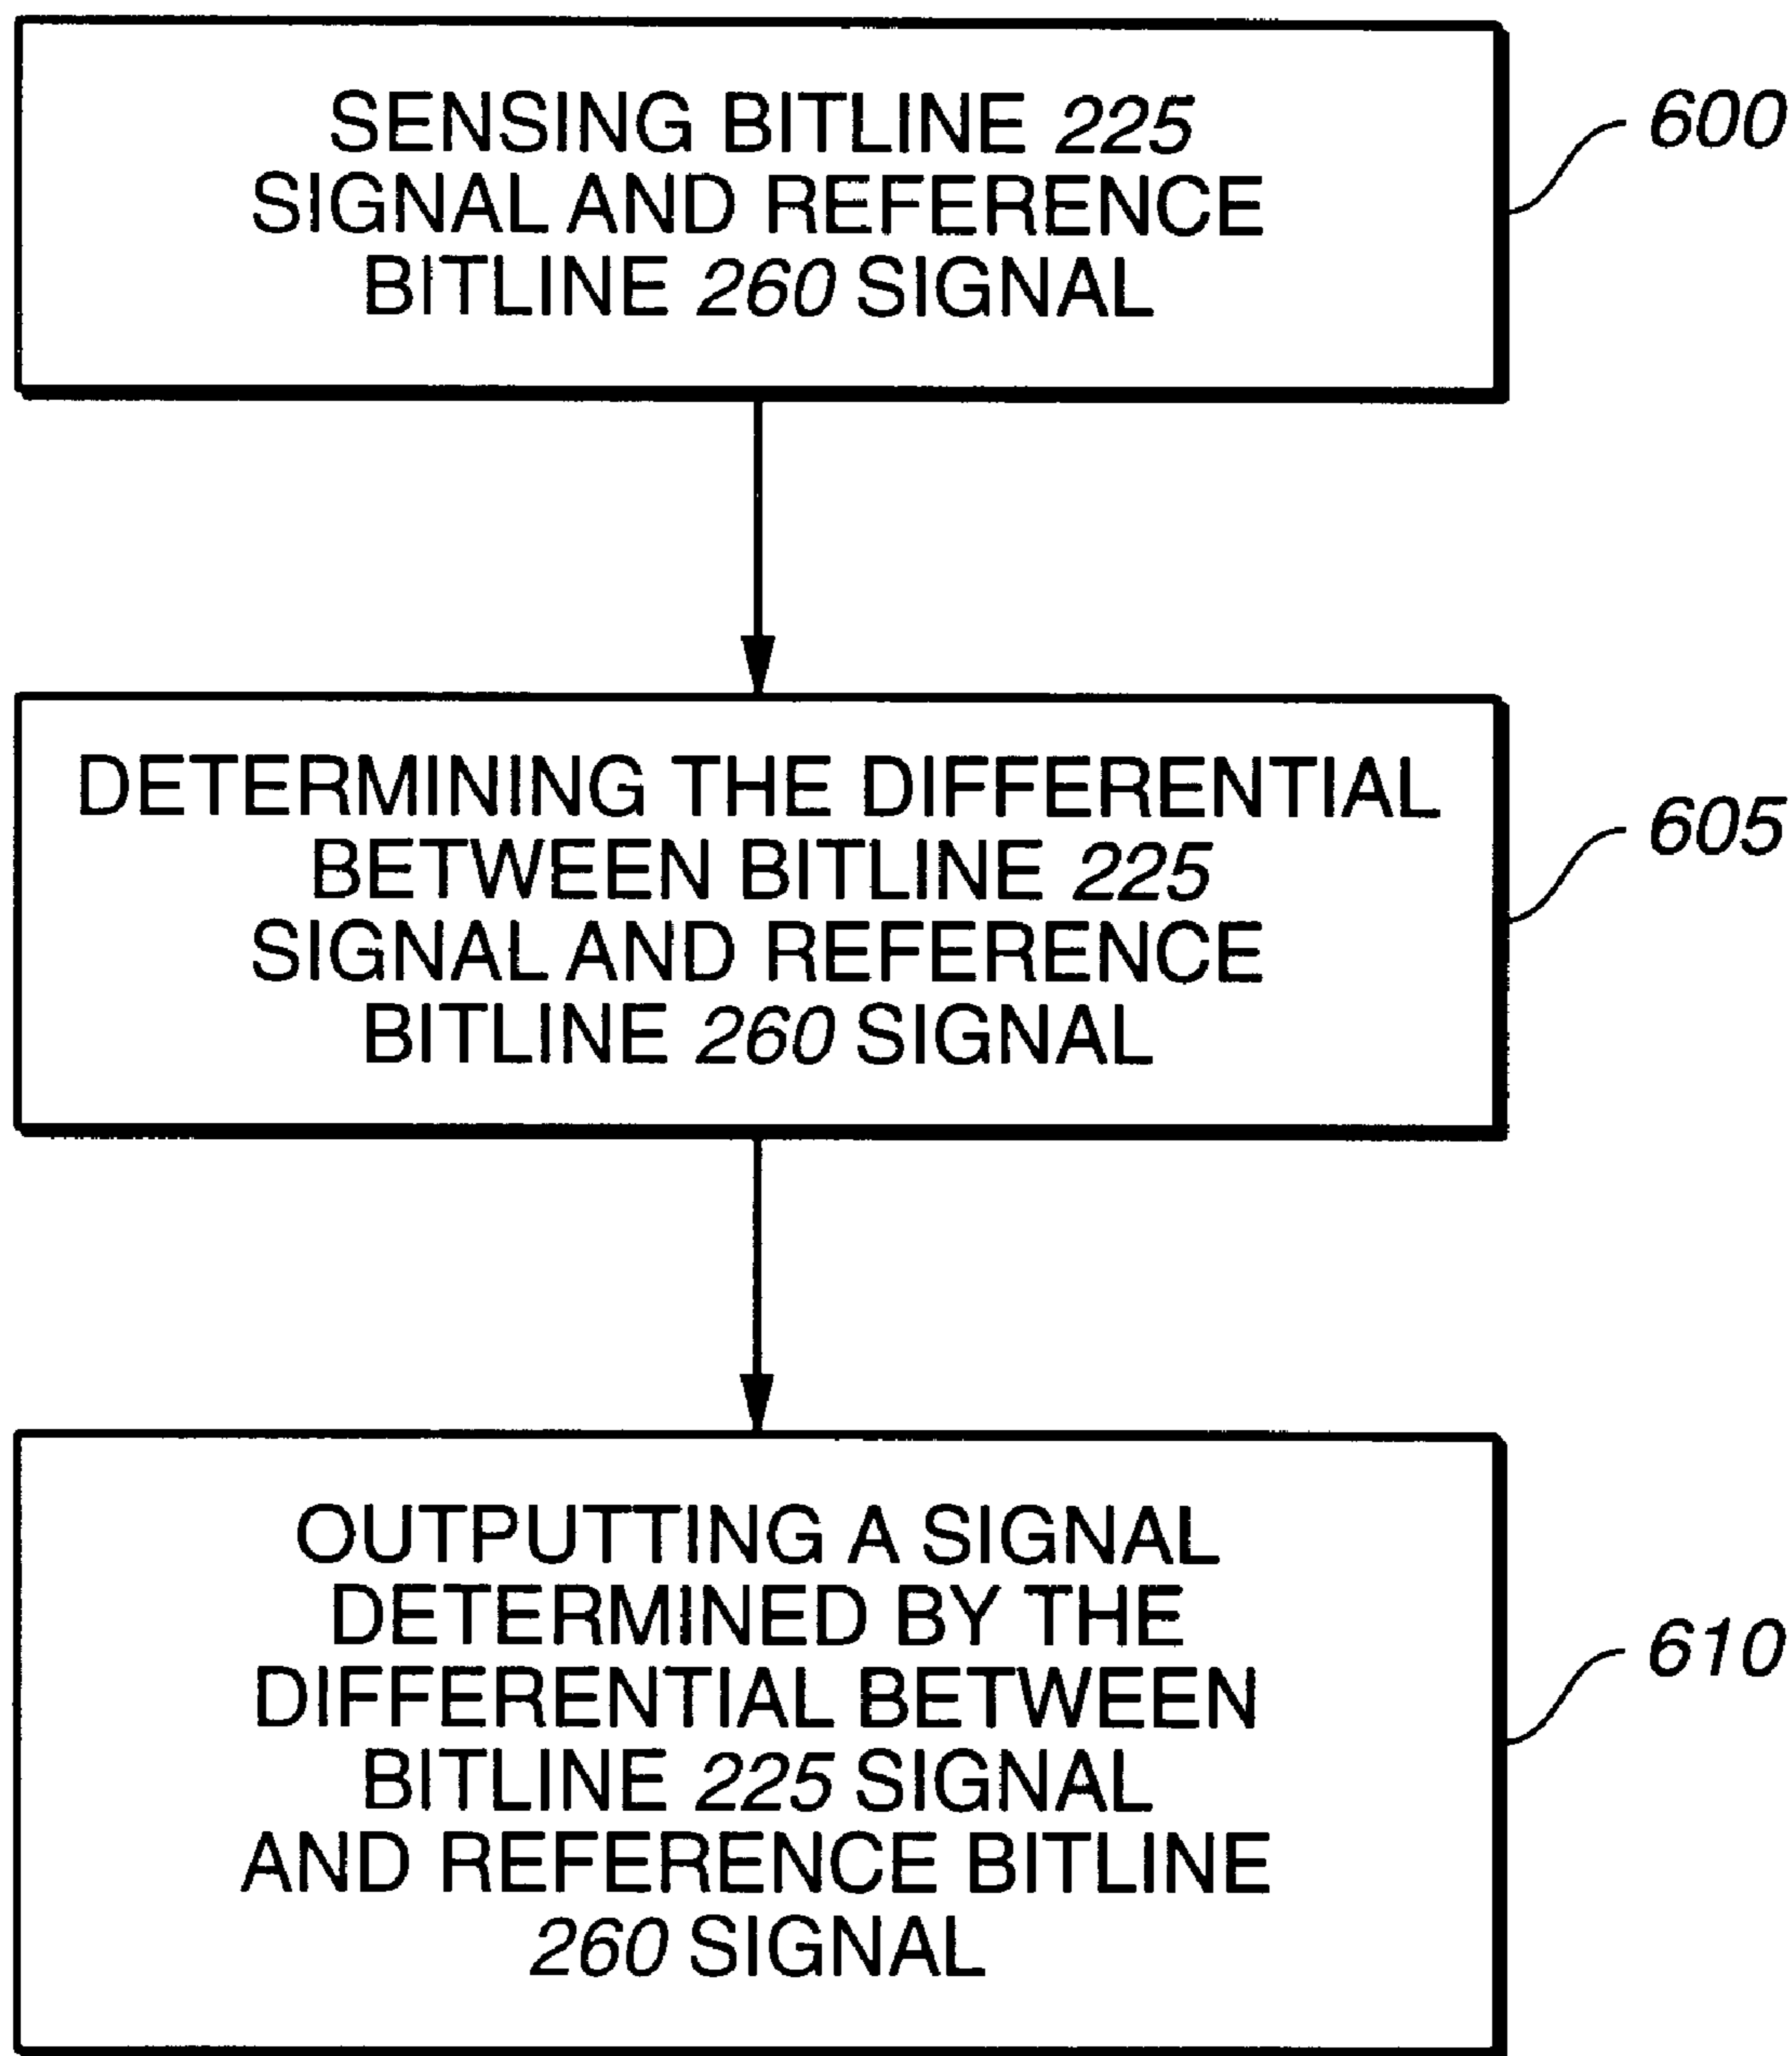 SENSING BITLINE 225
SIGNAL AND REFERENCE
BITLINE 260 SIGNAL
600
DETERMINING THE DIFFERENTIAL
BETWEEN BITLINE 225
SIGNAL AND REFERENCE
BITLINE 260 SIGNAL
605
OUTPUTTING A SIGNAL
DETERMINED BY THE
DIFFERENTIAL BETWEEN
BITLINE 225 SIGNAL
AND REFERENCE BITLINE
260 SIGNAL
610